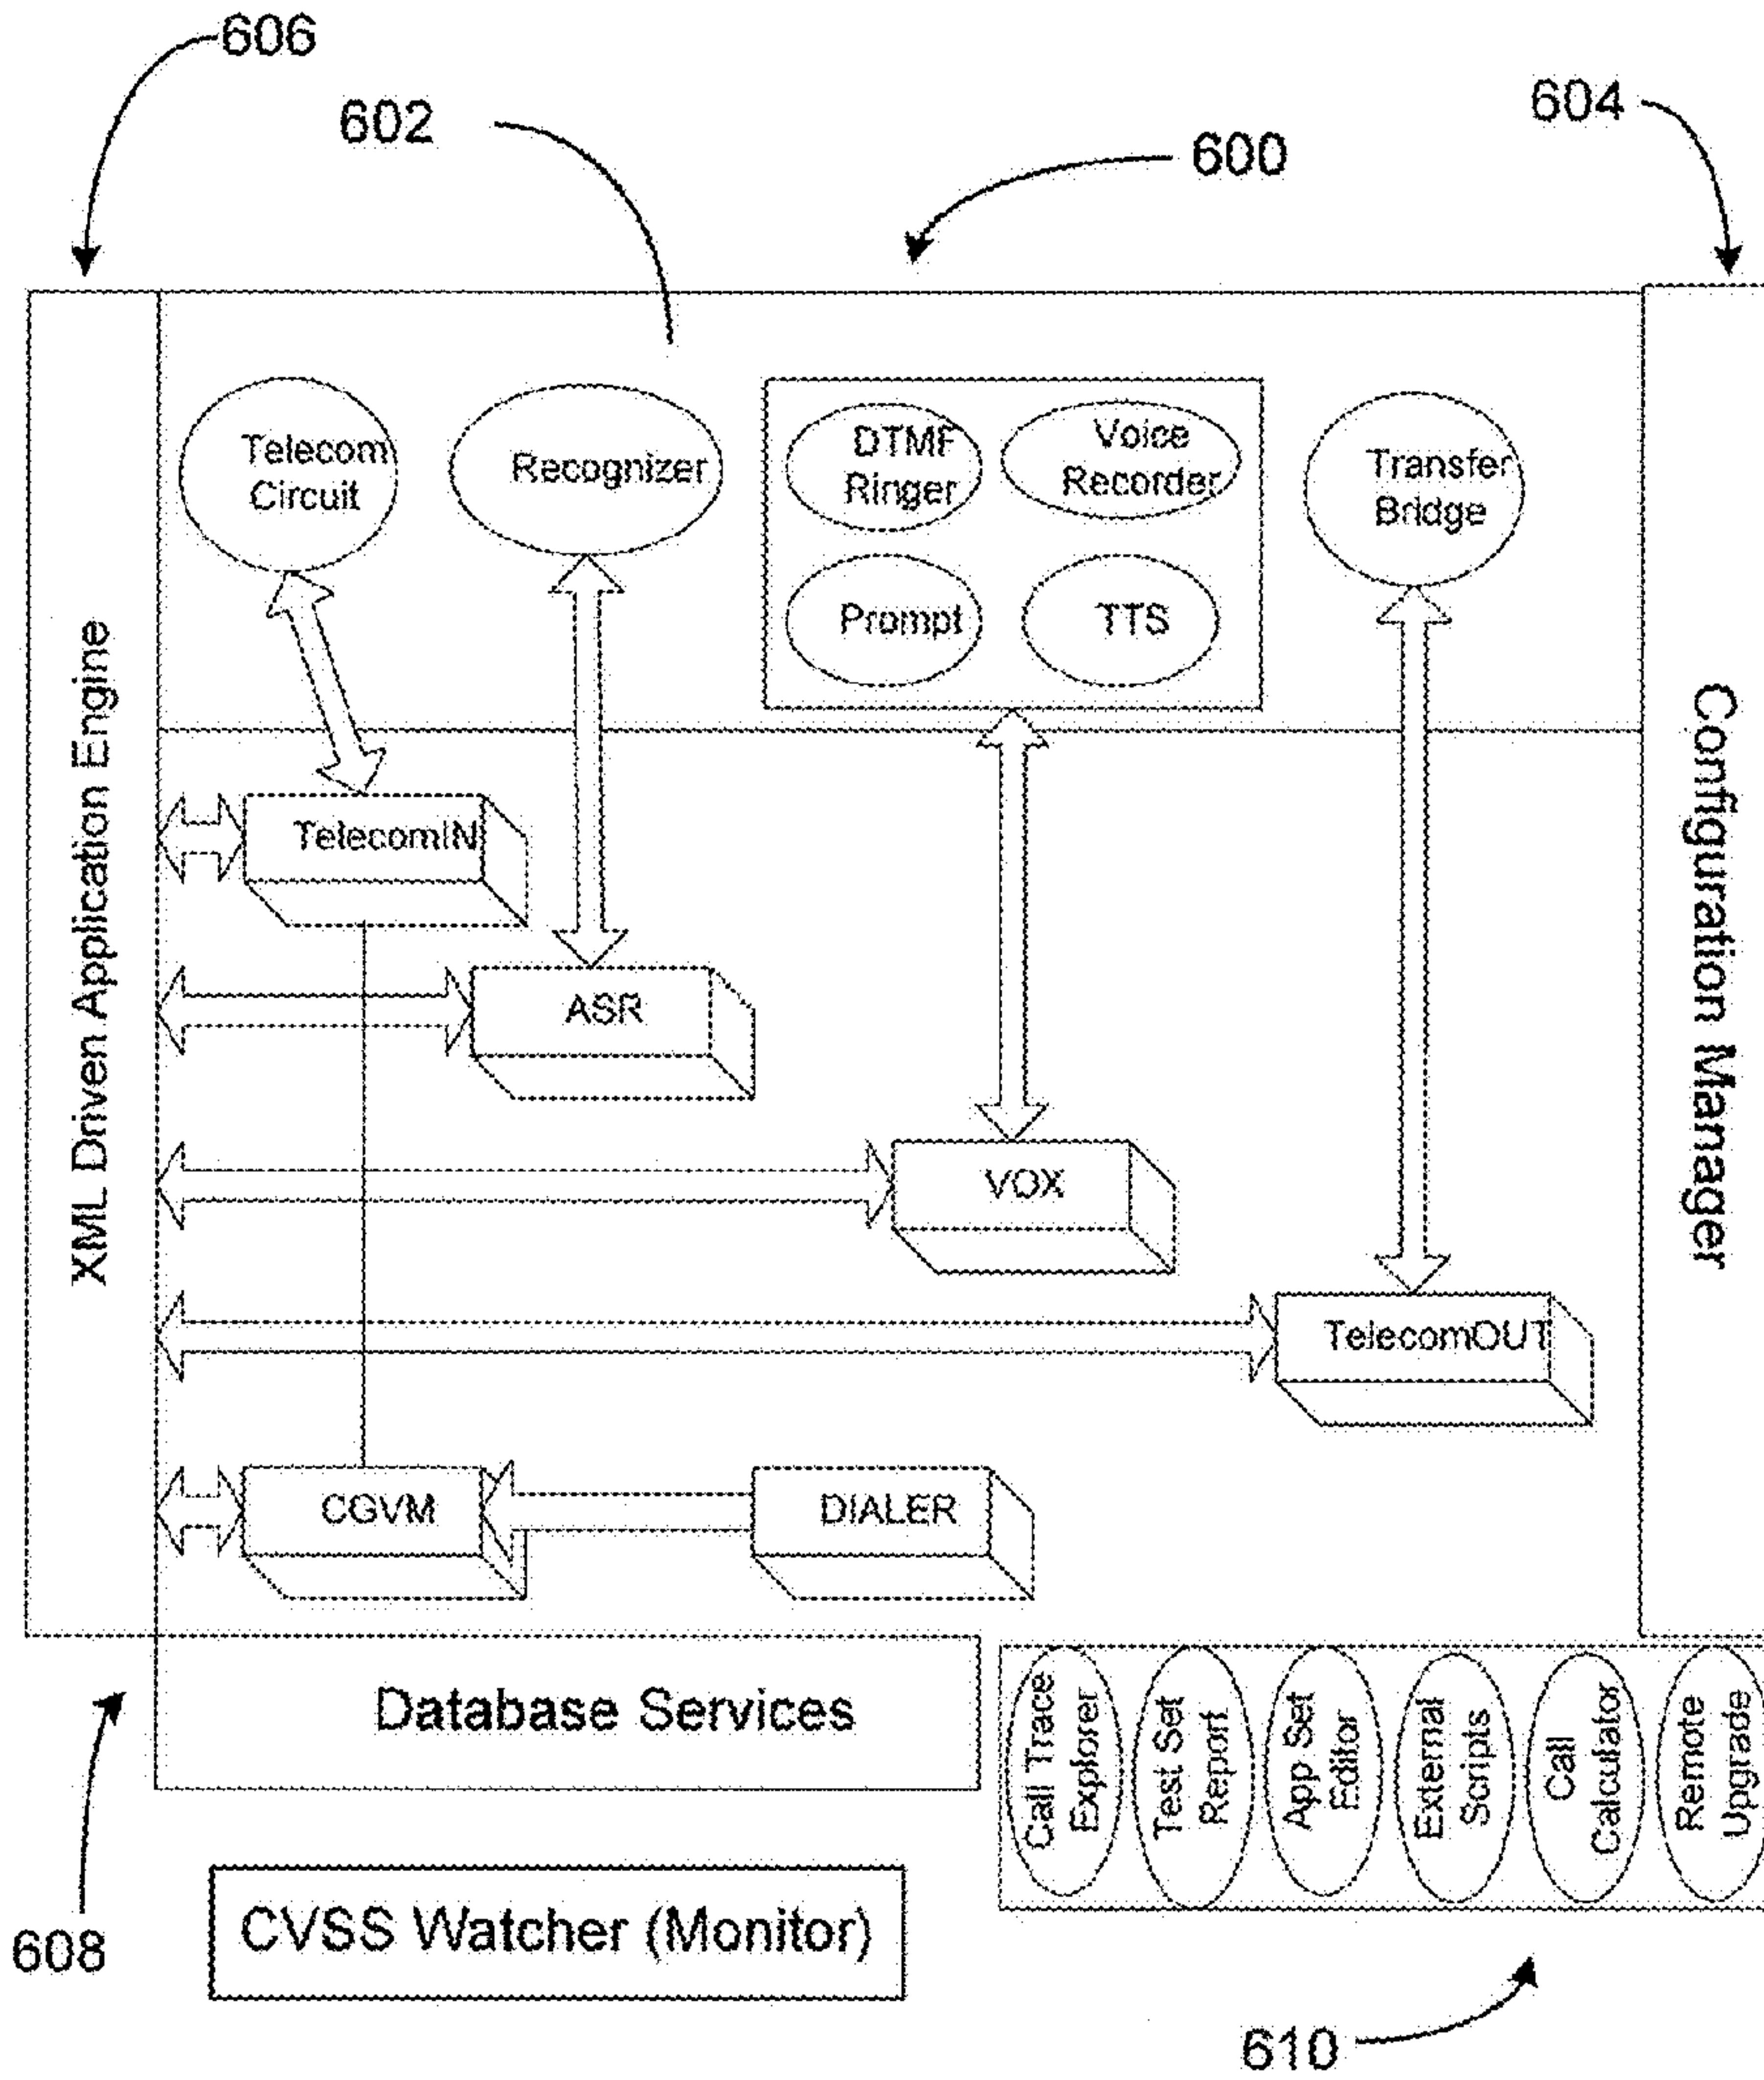 606
602
604
600
Telecom
Circuit
Recognizer
DTMF
Ringer
Voice
Recorder
Prompt
TTS
Transfer
Bridge
XML Driven Application Engine
Configuration Manager
TelecomIN
ASR
VOX
TelecomOUT
CGVM
DIALER
Database Services
Call Trace
Explorer
Test Set
Report
App Set
Editor
External
Scripts
Call
Calculator
Remote
Upgrade
608
CVSS Watcher (Monitor)
610